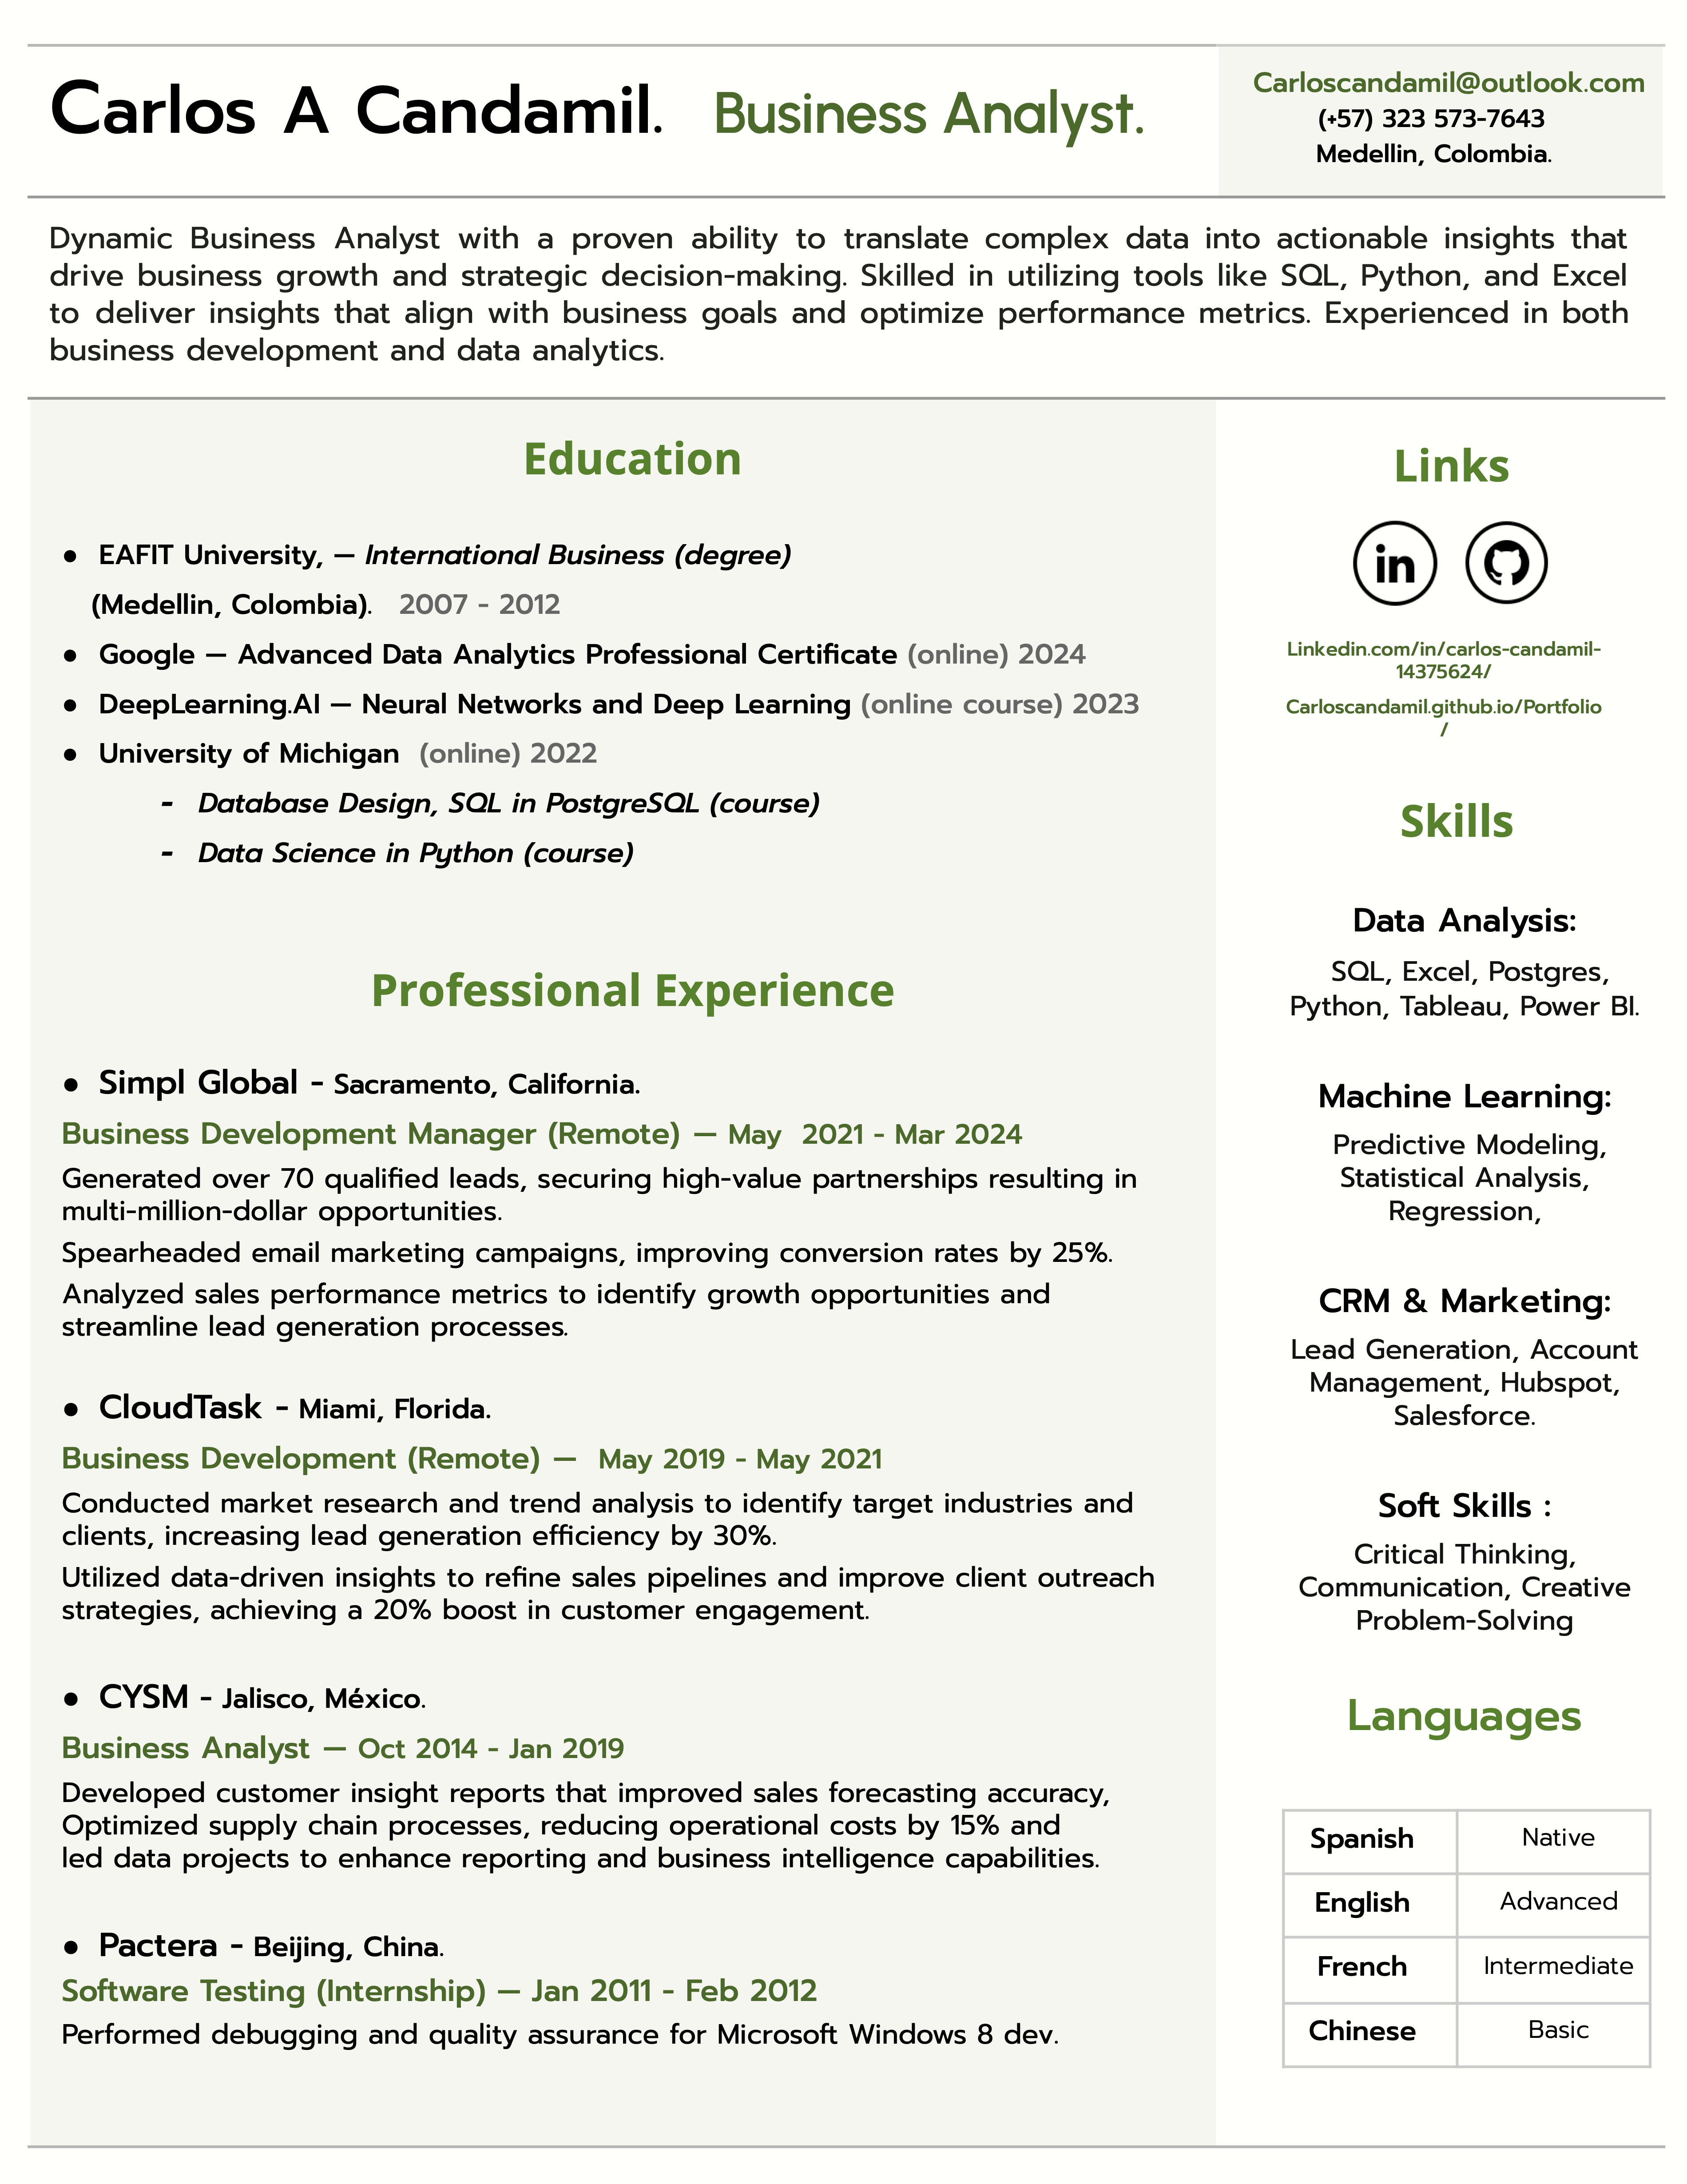 Carlos A Candamil. Business Analyst.
Carloscandamil@outlook.com
(+57) 323 573-7643
Medellin, Colombia.
Dynamic Business Analyst with a proven ability to translate complex data into actionable insights that
drive business growth and strategic decision-making. Skilled in utilizing tools like SQL, Python, and Excel
to deliver insights that align with business goals and optimize performance metrics. Experienced in both
business development and data analytics.
Education
● EAFIT University, — International Business (degree)
(Medellin, Colombia). 2007 - 2012
● Google — Advanced Data Analytics Professional Certificate (online) 2024
● DeepLearning.AI — Neural Networks and Deep Learning (online course) 2023
● University of Michigan (online) 2022
- Database Design, SQL in PostgreSQL (course)
- Data Science in Python (course)
Professional Experience
● Simpl Global - Sacramento, California.
Business Development Manager (Remote) — May 2021 - Mar 2024
Generated over 70 qualified leads, securing high-value partnerships resulting in
multi-million-dollar opportunities.
Spearheaded email marketing campaigns, improving conversion rates by 25%.
Analyzed sales performance metrics to identify growth opportunities and
streamline lead generation processes.
● CloudTask - Miami, Florida.
Business Development (Remote) — May 2019 - May 2021
Conducted market research and trend analysis to identify target industries and
clients, increasing lead generation efficiency by 30%.
Utilized data-driven insights to refine sales pipelines and improve client outreach
strategies, achieving a 20% boost in customer engagement.
● CYSM - Jalisco, México.
Business Analyst — Oct 2014 - Jan 2019
Developed customer insight reports that improved sales forecasting accuracy,
Optimized supply chain processes, reducing operational costs by 15% and
led data projects to enhance reporting and business intelligence capabilities.
● Pactera - Beijing, China.
Software Testing (Internship) — Jan 2011 - Feb 2012
Performed debugging and quality assurance for Microsoft Windows 8 dev.
Links
in
Linkedin.com/in/carlos-candamil-
14375624/
Carloscandamil.github.io/Portfolio
/
Skills
Data Analysis:
SQL, Excel, Postgres,
Python, Tableau, Power BI.
Machine Learning:
Predictive Modeling,
Statistical Analysis,
Regression,
CRM & Marketing:
Lead Generation, Account
Management, Hubspot,
Salesforce.
Soft Skills :
Critical Thinking,
Communication, Creative
Problem-Solving
Languages
Spanish Native
English Advanced
French Intermediate
Chinese Basic